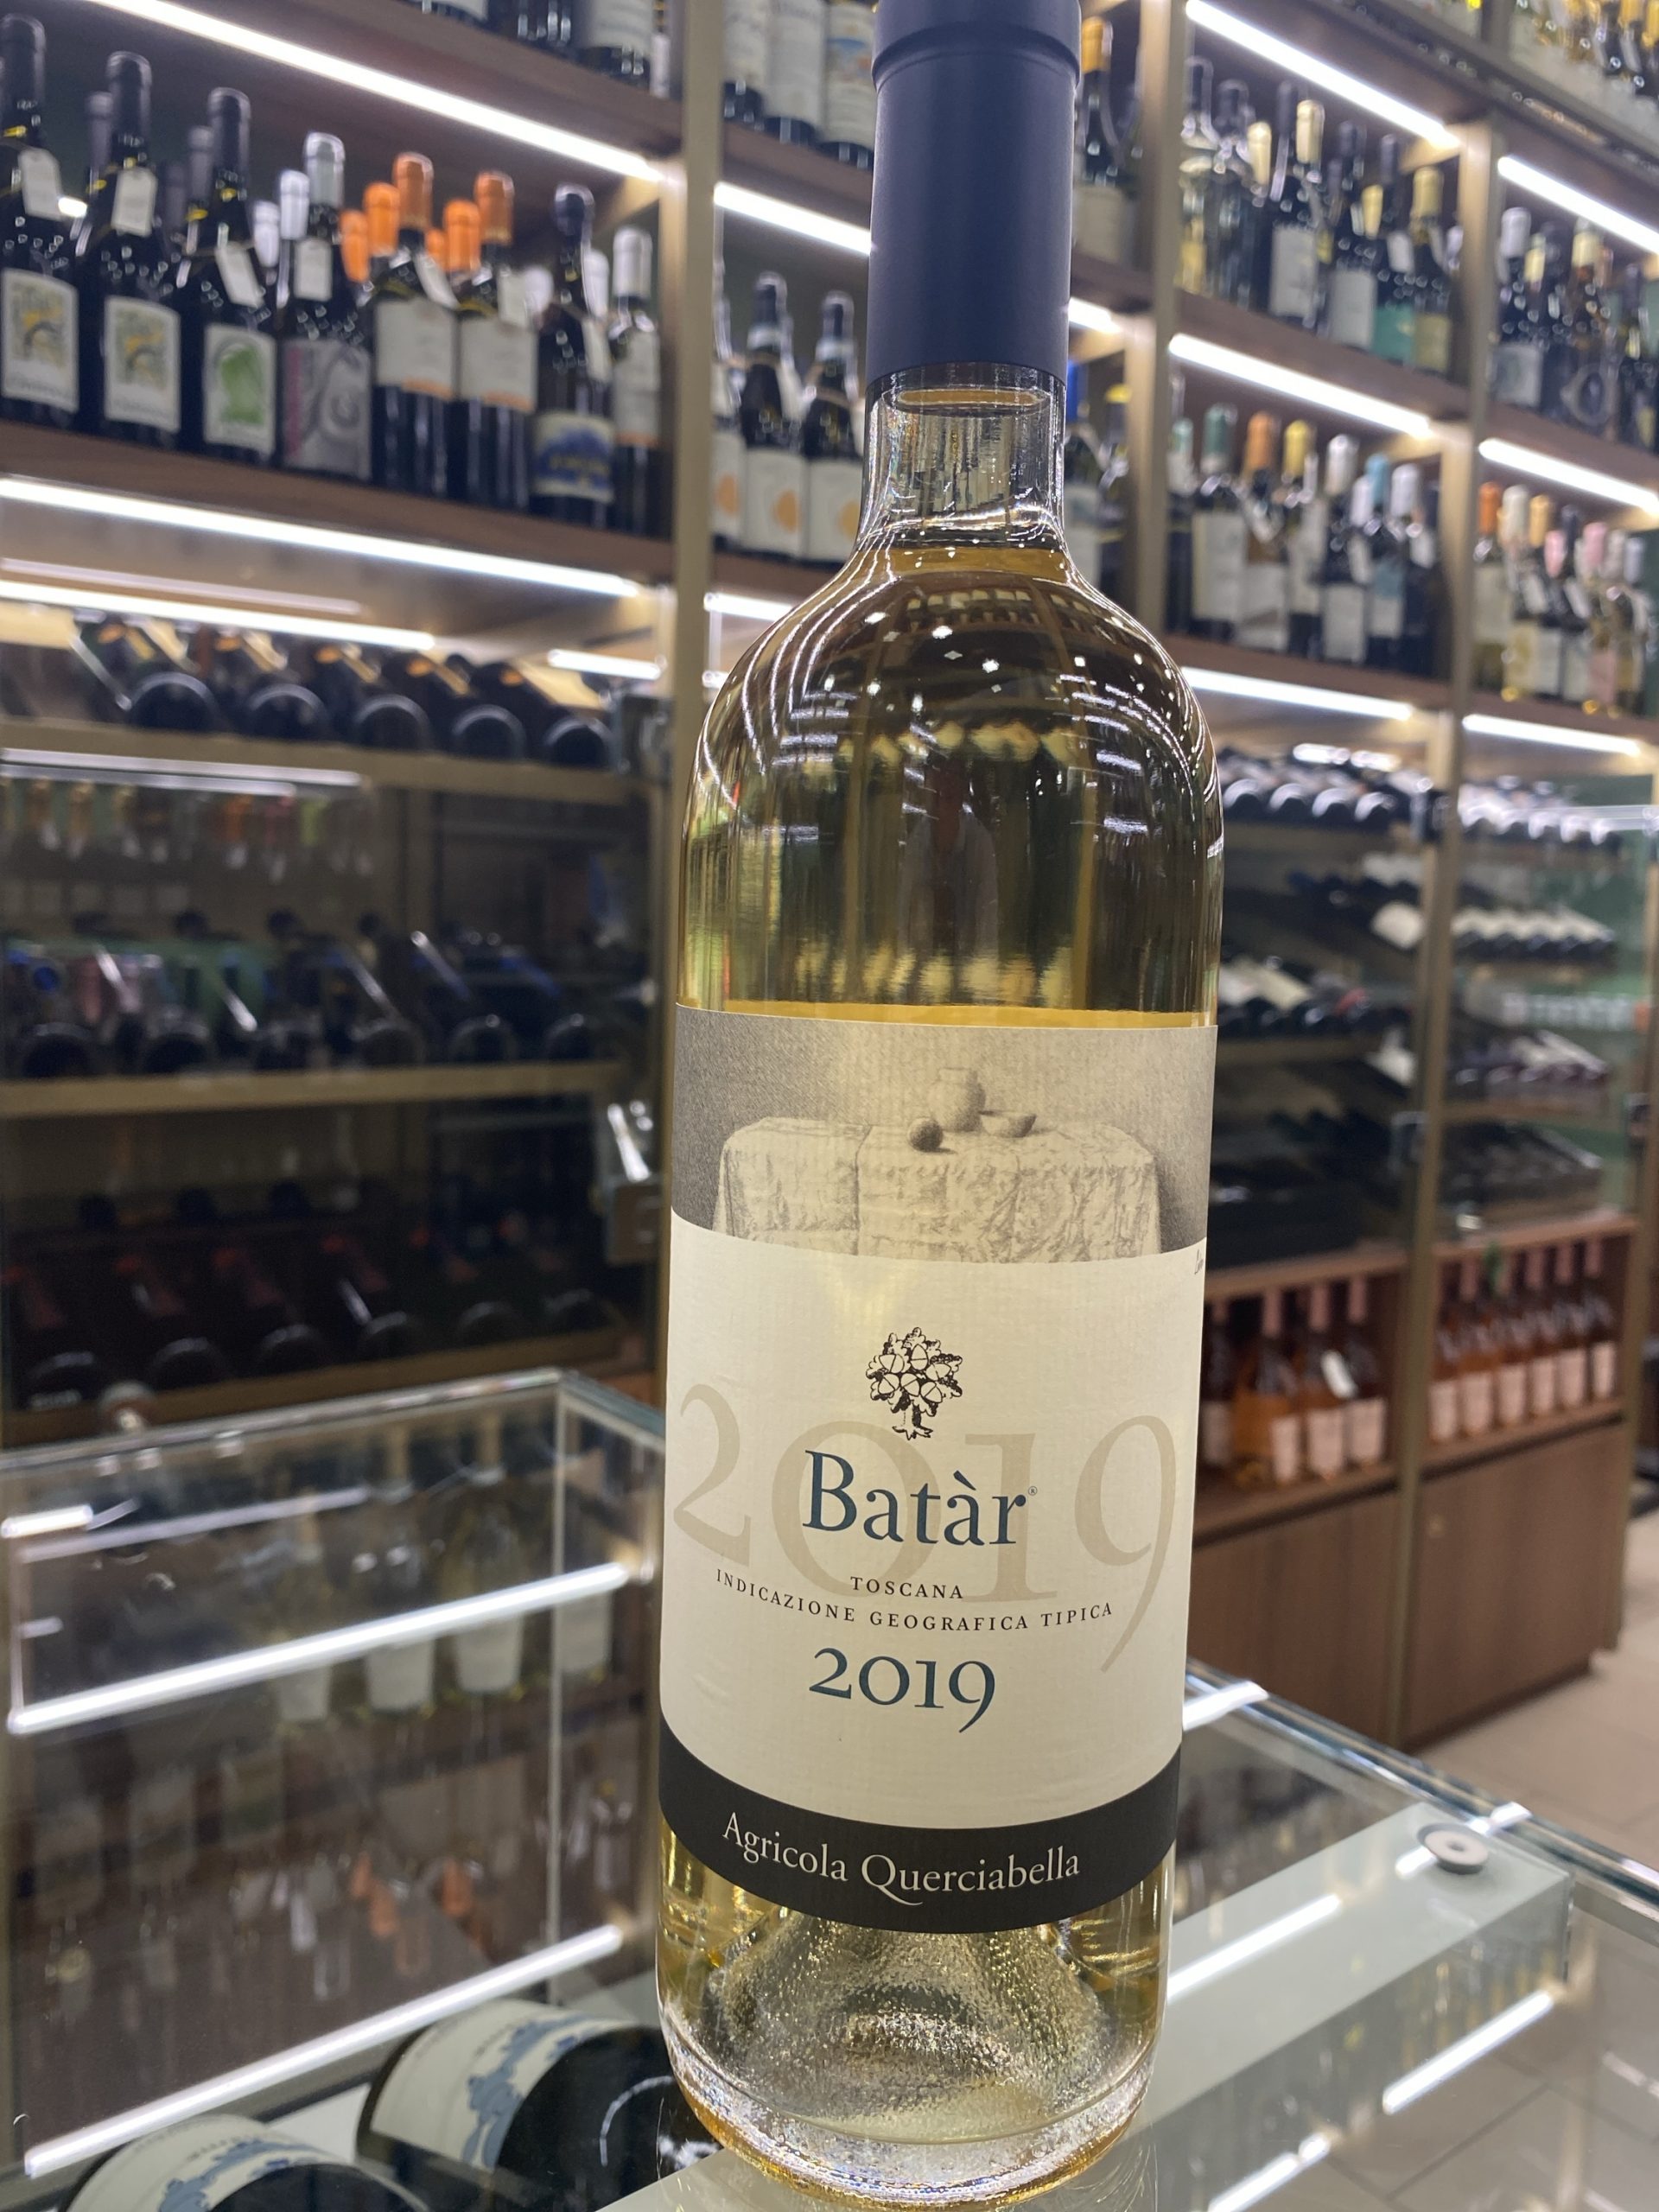 2019
Batàr®
TOSCANA
INDICAZIONE GEOGRAFICA TIPICA
2019
Agricola Querciabella